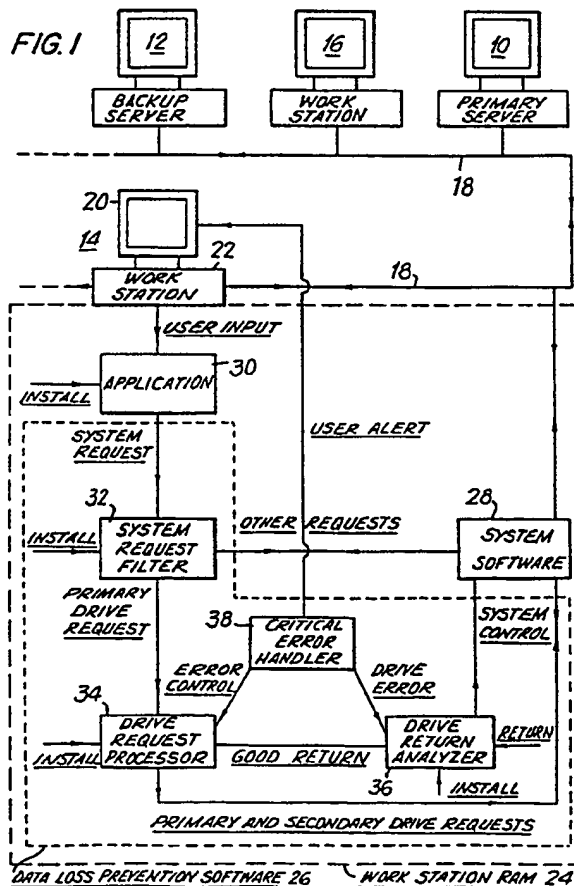 FIG. 1
12
16
10
BACKUP
SERVER
WORK
STATION
PRIMARY
SERVER
18
20
14
22
18
WORK
STATION
USER INPUT
30
APPLICATION
INSTALL
SYSTEM
REQUEST
USER ALERT
32
28
INSTALL
SYSTEM
REQUEST
FILTER
OTHER REQUESTS
SYSTEM
SOFTWARE
PRIMARY
DRIVE
REQUEST
38
CRITICAL
ERROR
HANDLER
SYSTEM
CONTROL
ERROR
CONTROL
DRIVE
ERROR
34
INSTALL
DRIVE
REQUEST
PROCESSOR
GOOD RETURN
DRIVE
RETURN
ANALYZER
RETURN
36
INSTALL
PRIMARY AND SECONDARY DRIVE REQUESTS
DATA LOSS PREVENTION SOFTWARE 26
WORK STATION RAM 24